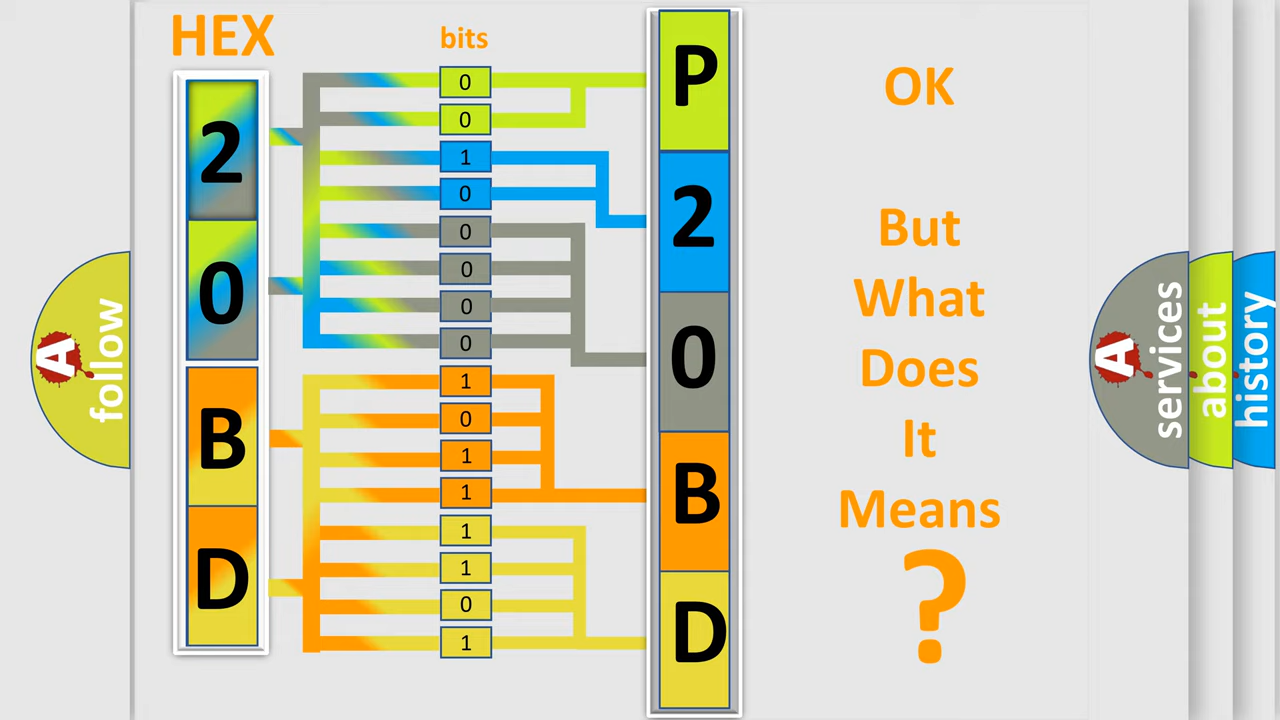 HEX
bits
2
0
B
D
0
0
1
0
0
0
0
0
1
0
1
1
1
1
0
1
P
2
0
B
D
OK
But
What
Does
It
Means
?
A
follow
A
services
about
history